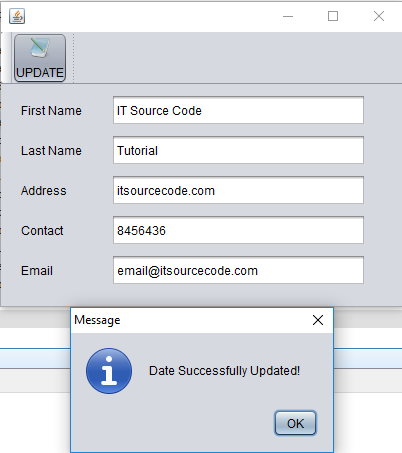 UPDATE
First Name IT Source Code
Last Name Tutorial
Address itsourcecode.com
Contact 8456436
Email email@itsourcecode.com
Message
Date Successfully Updated!
OK